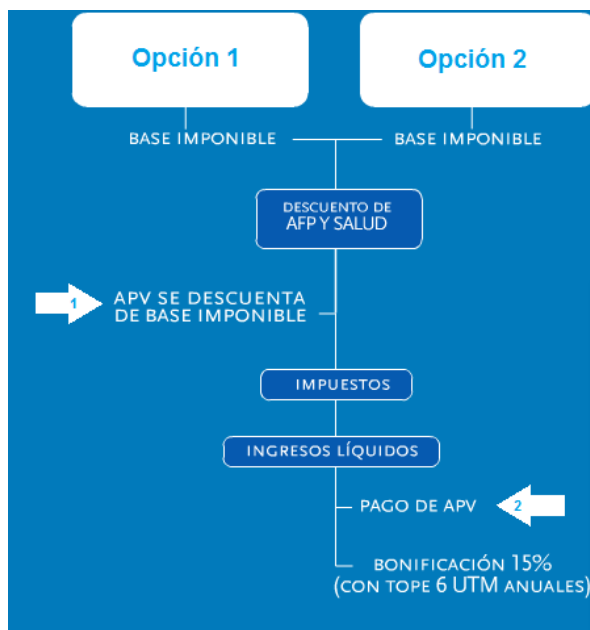 Opción 1
Opción 2
BASE IMPONIBLE
BASE IMPONIBLE
DESCUENTO DE
AFP Y SALUD
1
APV SE DESCUENTA
DE BASE IMPONIBLE
IMPUESTOS
INGRESOS LÍQUIDOS
PAGO DE APV
2
BONIFICACIÓN 15%
(CON TOPE 6 UTM ANUALES)